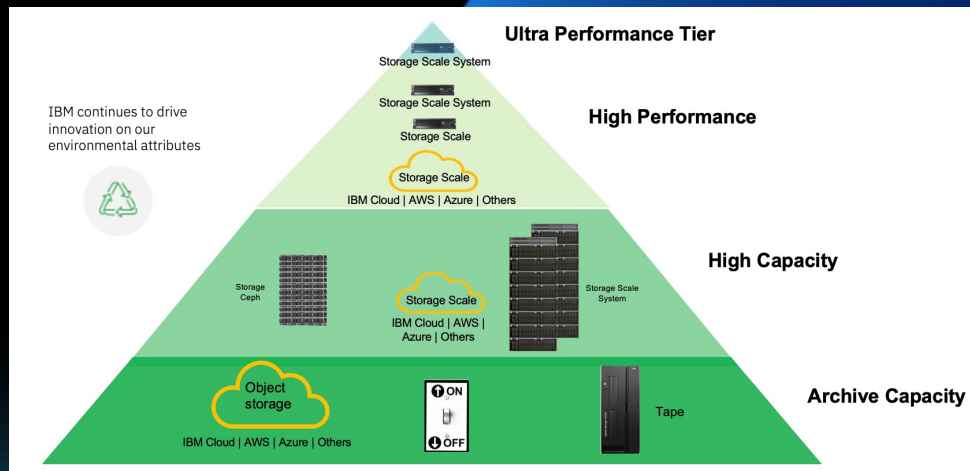 Ultra Performance Tier
Storage Scale System
Storage Scale System
High Performance
IBM continues to drive
innovation on our
environmental attributes
Storage Scale
Storage Scale
IBM Cloud | AWS | Azure | Others
High Capacity
Storage
Ceph
Storage Scale
IBM Cloud | AWS |
Azure | Others
Storage Scale
System
Archive Capacity
Object
storage
IBM Cloud | AWS | Azure | Others
ON
OFF
Tape